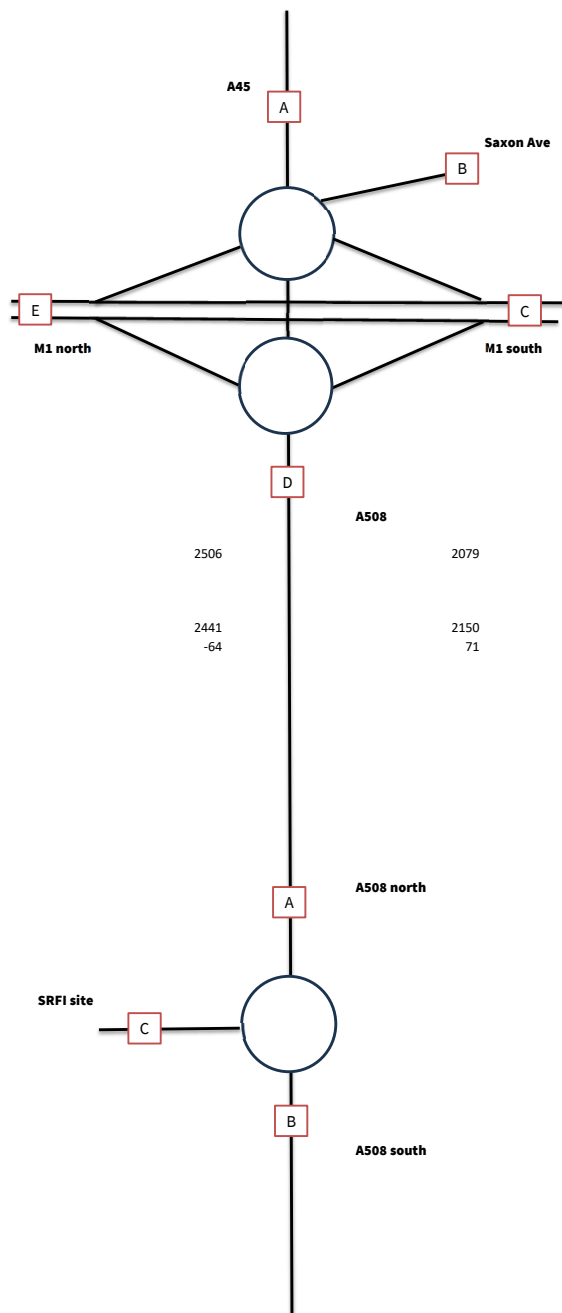 A45
A
Saxon Ave
B
E
C
M1 north
M1 south
D
A508
2506 2079
2441 2150
-64 71
A508 north
A
SRFI site
C
B
A508 south